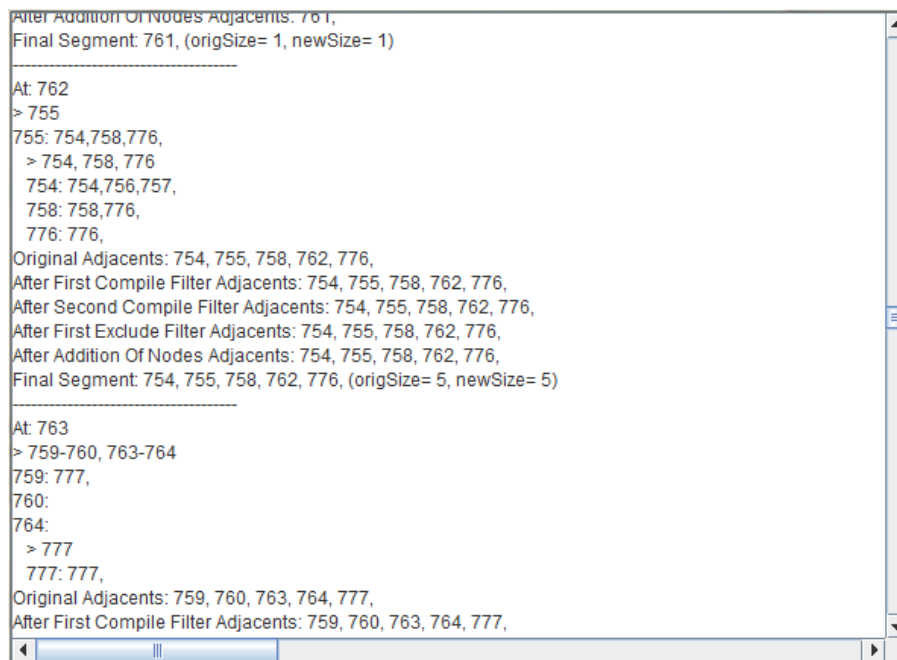 After Addition Of Nodes Adjacents: 761,
Final Segment: 761, (origSize= 1, newSize= 1)
-------------------------------------
At: 762
> 755
755: 754,758,776,
> 754, 758, 776
754: 754,756,757,
758: 758,776,
776: 776,
Original Adjacents: 754, 755, 758, 762, 776,
After First Compile Filter Adjacents: 754, 755, 758, 762, 776,
After Second Compile Filter Adjacents: 754, 755, 758, 762, 776,
After First Exclude Filter Adjacents: 754, 755, 758, 762, 776,
After Addition Of Nodes Adjacents: 754, 755, 758, 762, 776,
Final Segment: 754, 755, 758, 762, 776, (origSize= 5, newSize= 5)
-------------------------------------
At: 763
> 759-760, 763-764
759: 777,
760:
764:
> 777
777: 777,
Original Adjacents: 759, 760, 763, 764, 777,
After First Compile Filter Adjacents: 759, 760, 763, 764, 777,